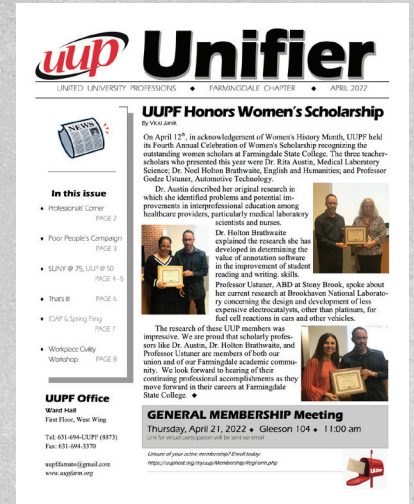 uup Unifier
UNITED UNIVERSITY PROFESSIONS ◆ FARMINGDALE CHAPTER ◆ APRIL 2022
NEWS
In this issue
◆ Professionals' Corner
PAGE 2
◆ Poor People's Campaign
PAGE 3
◆ SUNY @ 75, UUP @ 50
PAGE 4-5
◆ That's It! PAGE 6
◆ IDAP & Spring Fling
PAGE 7
◆ Workplace Civility
Workshop PAGE 8
UUPF Office
Ward Hall
First Floor, West Wing
Tel: 631-694-UUPF (8873)
Fax: 631-694-3370
uupfdamato@gmail.com
www.uupfarm.org
UUPF Honors Women's Scholarship
By Vicki Janik
On April 12th, in acknowledgement of Women's History Month, UUPF held
its Fourth Annual Celebration of Women's Scholarship recognizing the
outstanding women scholars at Farmingdale State College. The three teacher-
scholars who presented this year were Dr. Rita Austin, Medical Laboratory
Science; Dr. Noel Holton Brathwaite, English and Humanities; and Professor
Godze Ustuner, Automotive Technology.
Dr. Austin described her original research in
which she identified problems and potential im-
provements in interprofessional education among
healthcare providers, particularly medical laboratory
scientists and nurses.
Dr. Holton Brathwaite
explained the research she has
developed in determining the
value of annotation software
in the improvement of student
reading and writing. skills.
Professor Ustuner, ABD at Stony Brook, spoke about
her current research at Brookhaven National Laborato-
ry concerning the design and development of less
expensive electrocatalysts, other than platinum, for
fuel cell reactions in cars and other vehicles.
The research of these UUP members was
impressive. We are proud that scholarly profes-
sors like Dr. Austin, Dr. Holton Brathwaite, and
Professor Ustuner are members of both our
union and of our Farmingdale academic commu-
nity. We look forward to hearing of their
continuing professional accomplishments as they
move forward in their careers at Farmingdale
State College. ◆
GENERAL MEMBERSHIP Meeting
Thursday, April 21, 2022 ◆ Gleeson 104 ◆ 11:00 am
Link for virtual participation will be sent via email
Unsure of your active membership? Enroll today:
https://uuphost.org/myuup/Membership/RegForm.php